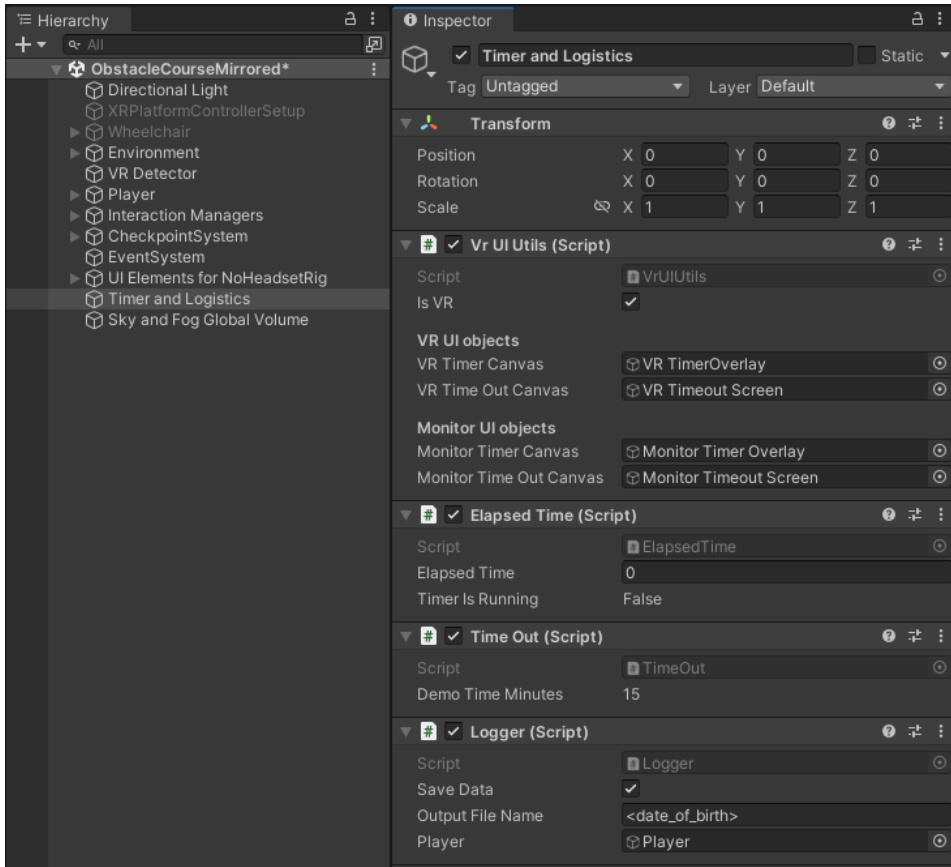 Hierarchy
All
ObstacleCourseMirrored*
Directional Light
XRPlatformControllerSetup
Wheelchair
Environment
VR Detector
Player
Interaction Managers
CheckpointSystem
EventSystem
UI Elements for NoHeadsetRig
Timer and Logistics
Sky and Fog Global Volume
Inspector
Timer and Logistics Static
Tag Untagged Layer Default
Transform
Position X 0 Y 0 Z 0
Rotation X 0 Y 0 Z 0
Scale X 1 Y 1 Z 1
# Vr UI Utils (Script)
Script VrUIUtils
Is VR
VR UI objects
VR Timer Canvas VR TimerOverlay
VR Time Out Canvas VR Timeout Screen
Monitor UI objects
Monitor Timer Canvas Monitor Timer Overlay
Monitor Time Out Canvas Monitor Timeout Screen
# Elapsed Time (Script)
Script ElapsedTime
Elapsed Time 0
Timer Is Running False
# Time Out (Script)
Script TimeOut
Demo Time Minutes 15
# Logger (Script)
Script Logger
Save Data
Output File Name <date_of_birth>
Player Player